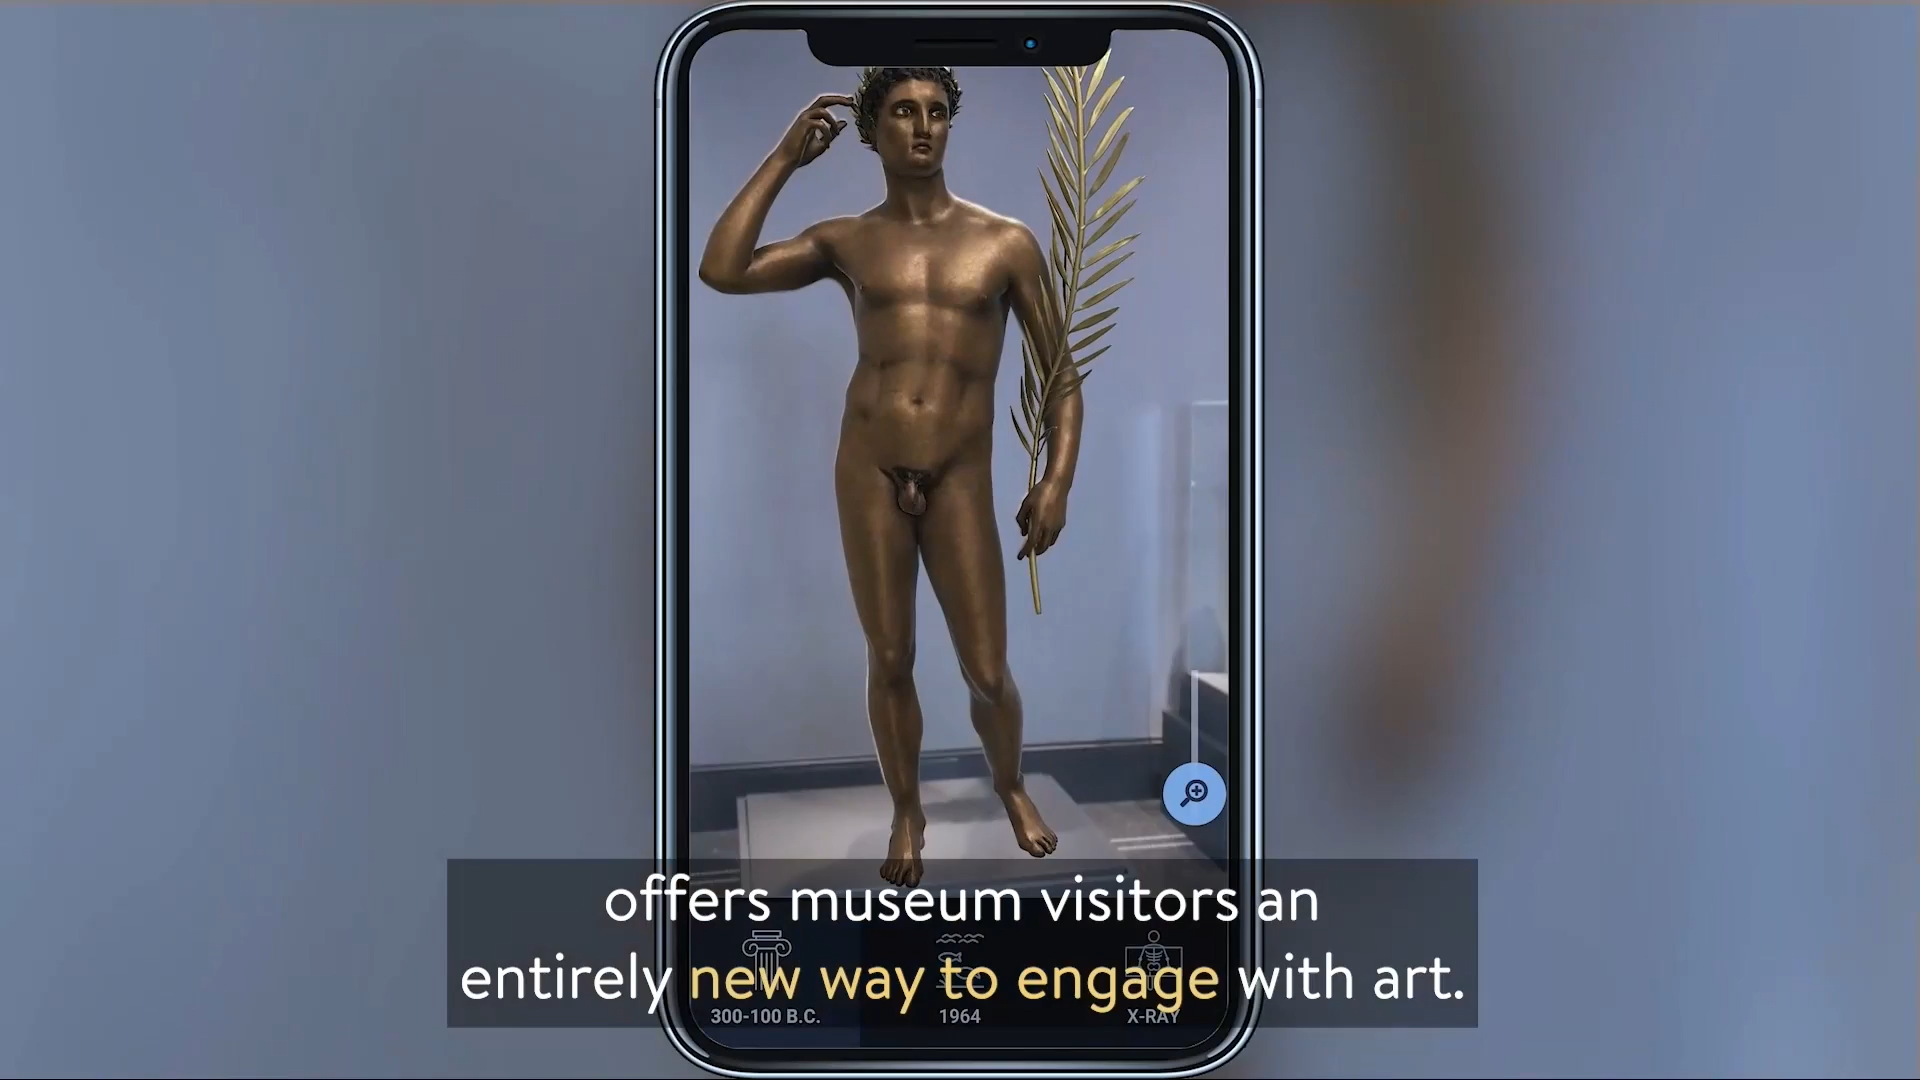 offers museum visitors an
entirely new way to engage with art.
300-100 B.C.
1964
X-RAY